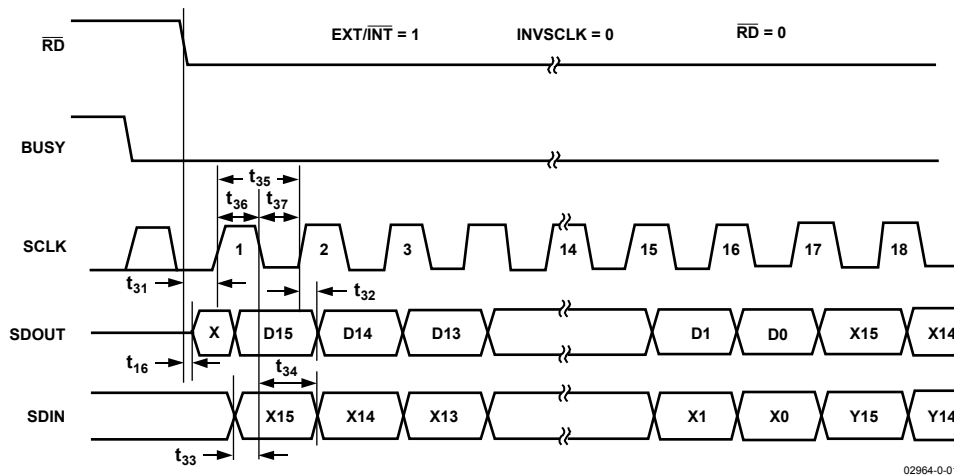 EXT/INT = 1 INVSCLK = 0 RD = 0
RD
BUSY
t35
t36 t37
SCLK 1 2 3 14 15 16 17 18
t31 t32
SDOUT X D15 D14 D13 D1 D0 X15 X14
t16 t34
SDIN X15 X14 X13 X1 X0 Y15 Y14
t33